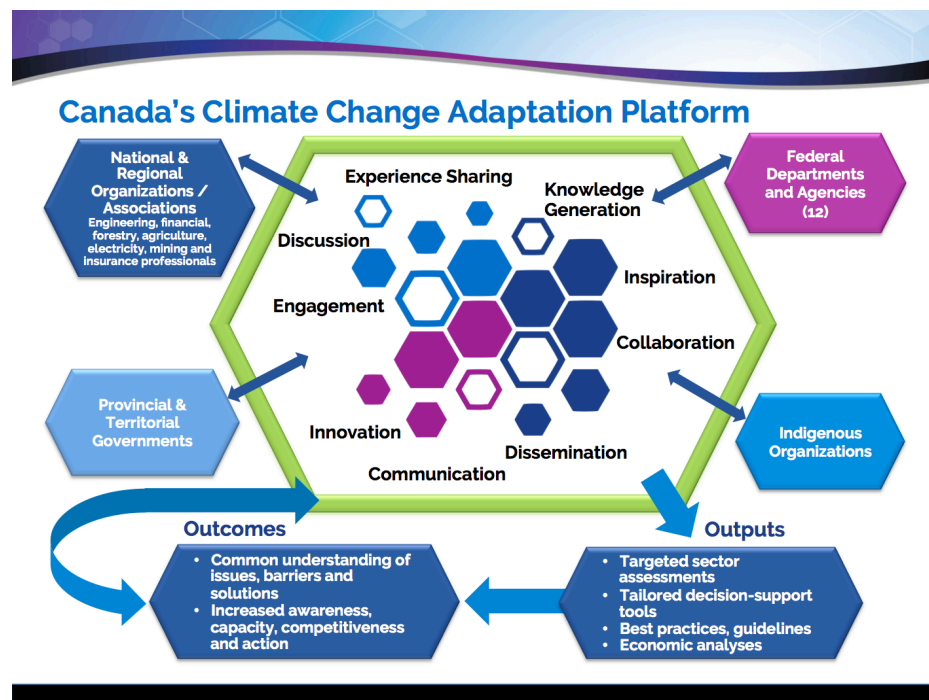 Canada's Climate Change Adaptation Platform
National &
Regional
Organizations /
Associations
Engineering, financial,
forestry, agriculture,
electricity, mining and
insurance professionals
Federal
Departments
and Agencies
(12)
Experience Sharing
Knowledge
Generation
Discussion
Inspiration
Engagement
Collaboration
Innovation
Dissemination
Communication
Provincial &
Territorial
Governments
Indigenous
Organizations
Outcomes
• Common understanding of
issues, barriers and
solutions
• Increased awareness,
capacity, competitiveness
and action
Outputs
• Targeted sector
assessments
• Tailored decision-support
tools
• Best practices, guidelines
• Economic analyses